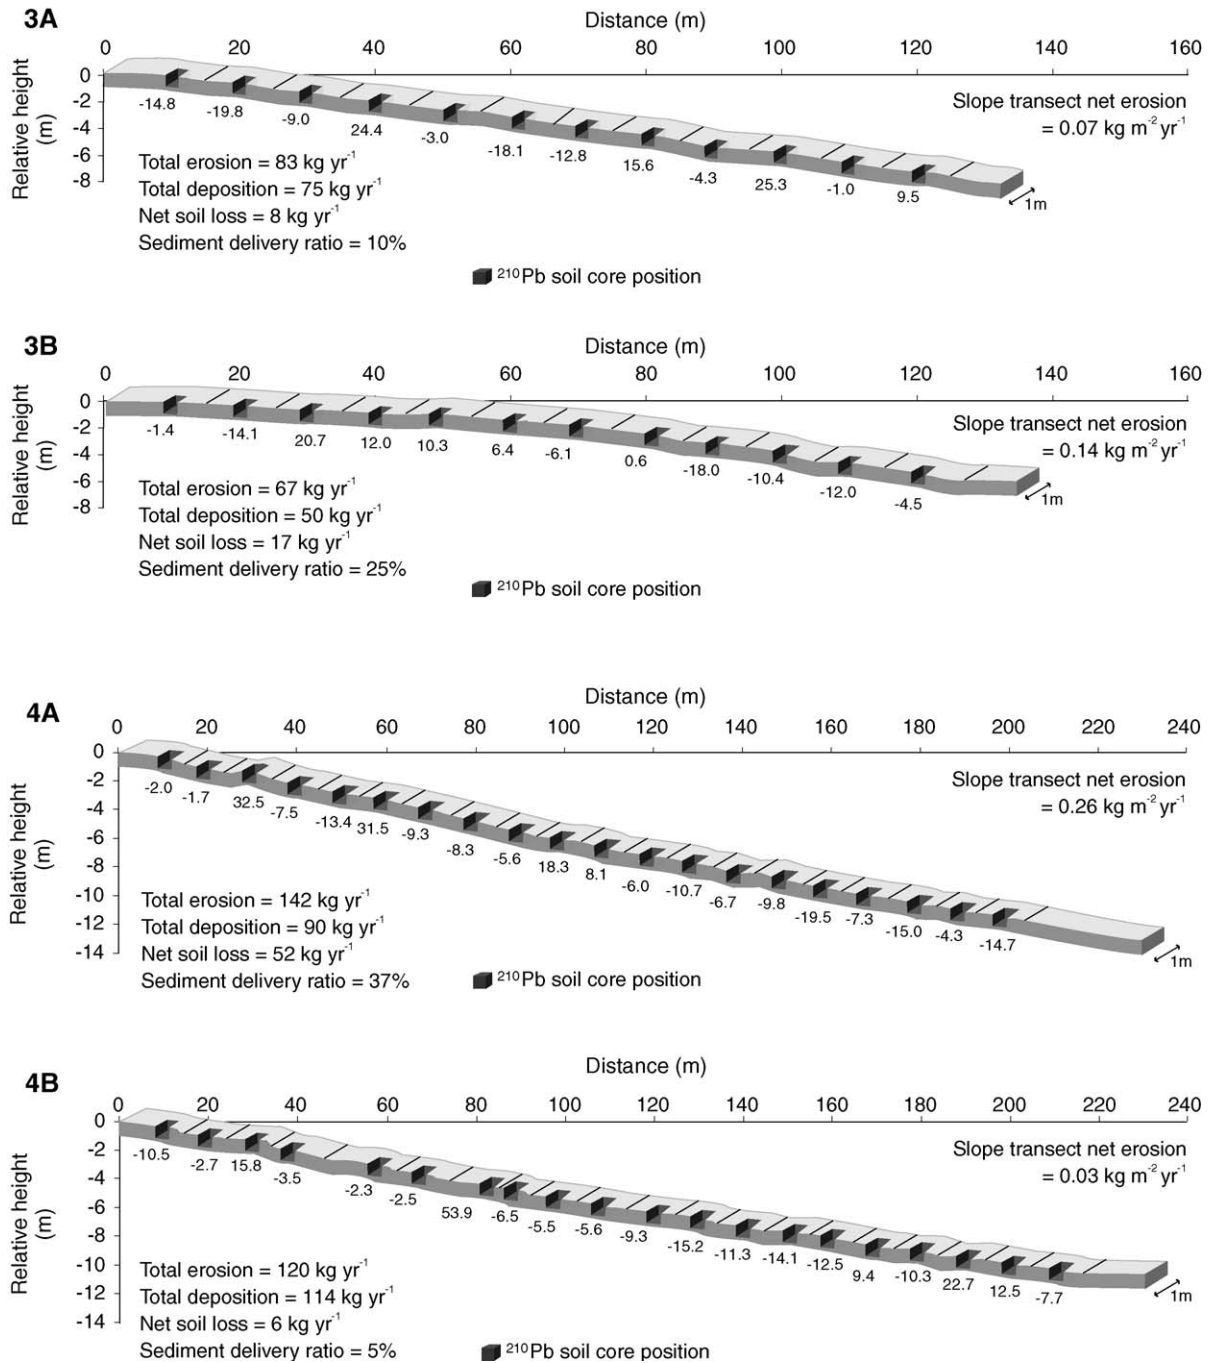 3A
Distance (m)
0 20 40 60 80 100 120 140 160
Relative height
(m)
0
-2
-4
-6
-8
Slope transect net erosion
= 0.07 kg m⁻² yr⁻¹
-14.8 -19.8 -9.0 24.4 -3.0 -18.1 -12.8 15.6 -4.3 25.3 -1.0 9.5
1m
Total erosion = 83 kg yr⁻¹
Total deposition = 75 kg yr⁻¹
Net soil loss = 8 kg yr⁻¹
Sediment delivery ratio = 10%
²¹⁰Pb soil core position
3B
Distance (m)
0 20 40 60 80 100 120 140 160
Relative height
(m)
0
-2
-4
-6
-8
Slope transect net erosion
= 0.14 kg m⁻² yr⁻¹
-1.4 -14.1 20.7 12.0 10.3 6.4 -6.1 0.6 -18.0 -10.4 -12.0 -4.5
1m
Total erosion = 67 kg yr⁻¹
Total deposition = 50 kg yr⁻¹
Net soil loss = 17 kg yr⁻¹
Sediment delivery ratio = 25%
²¹⁰Pb soil core position
4A
Distance (m)
0 20 40 60 80 100 120 140 160 180 200 220 240
Relative height
(m)
0
-2
-4
-6
-8
-10
-12
-14
Slope transect net erosion
= 0.26 kg m⁻² yr⁻¹
-2.0 -1.7 32.5 -7.5 -13.4 31.5 -9.3 -8.3 -5.6 18.3 8.1 -6.0 -10.7 -6.7 -9.8 -19.5 -7.3 -15.0 -4.3 -14.7
1m
Total erosion = 142 kg yr⁻¹
Total deposition = 90 kg yr⁻¹
Net soil loss = 52 kg yr⁻¹
Sediment delivery ratio = 37%
²¹⁰Pb soil core position
4B
Distance (m)
0 20 40 60 80 100 120 140 160 180 200 220 240
Relative height
(m)
0
-2
-4
-6
-8
-10
-12
-14
Slope transect net erosion
= 0.03 kg m⁻² yr⁻¹
-10.5 -2.7 15.8 -3.5 -2.3 -2.5 53.9 -6.5 -5.5 -5.6 -9.3 -15.2 -11.3 -14.1 -12.5 9.4 -10.3 22.7 12.5 -7.7
1m
Total erosion = 120 kg yr⁻¹
Total deposition = 114 kg yr⁻¹
Net soil loss = 6 kg yr⁻¹
Sediment delivery ratio = 5%
²¹⁰Pb soil core position